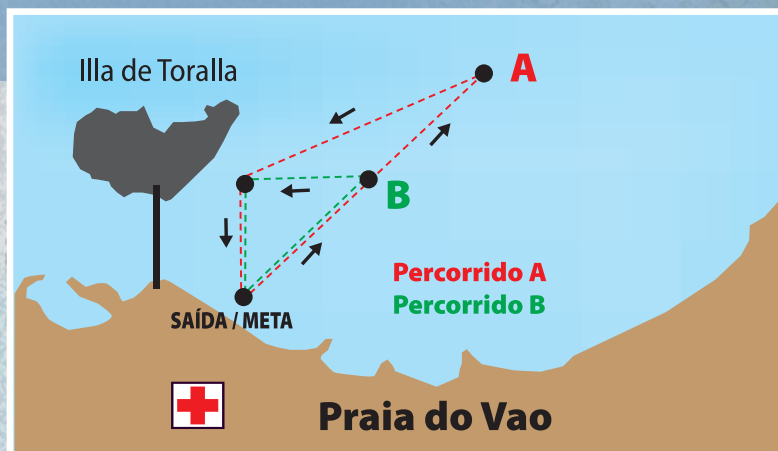 Illa de Toralla
A
B
Percorrido A
Percorrido B
SAÍDA / META
Praia do Vao